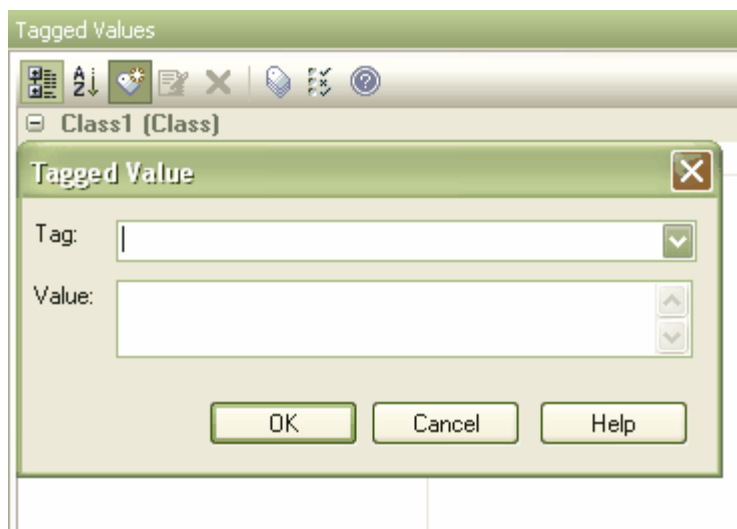 Tagged Values
Class1 (Class)
Tagged Value
Tag:
Value:
OK Cancel Help